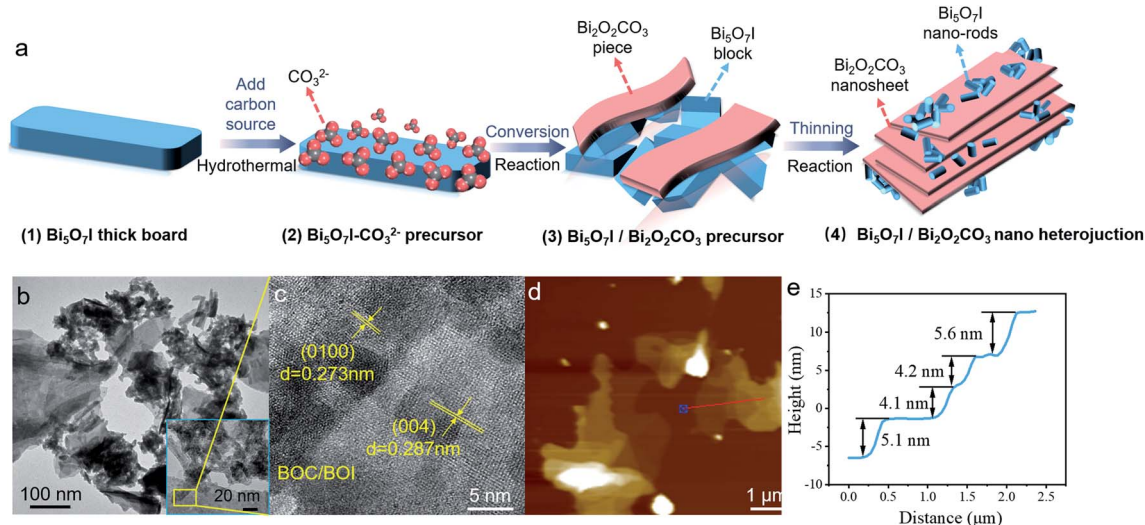 a
CO₃²⁻
Add
carbon
source
Hydrothermal
Conversion
Reaction
Bi₂O₂CO₃
piece
Bi₅O₇I
block
Thinning
Reaction
Bi₂O₂CO₃
nanosheet
Bi₅O₇I
nano-rods
(1) Bi₅O₇I thick board
(2) Bi₅O₇I-CO₃²⁻ precursor
(3) Bi₅O₇I / Bi₂O₂CO₃ precursor
(4) Bi₅O₇I / Bi₂O₂CO₃ nano heterojuction
b
100 nm
20 nm
c
(0100)
d=0.273nm
(004)
d=0.287nm
BOC/BOI
5 nm
d
1 μm
e
Height (nm)
15
10
5
0
-5
-10
5.6 nm
4.2 nm
4.1 nm
5.1 nm
0.0 0.5 1.0 1.5 2.0 2.5
Distance (μm)